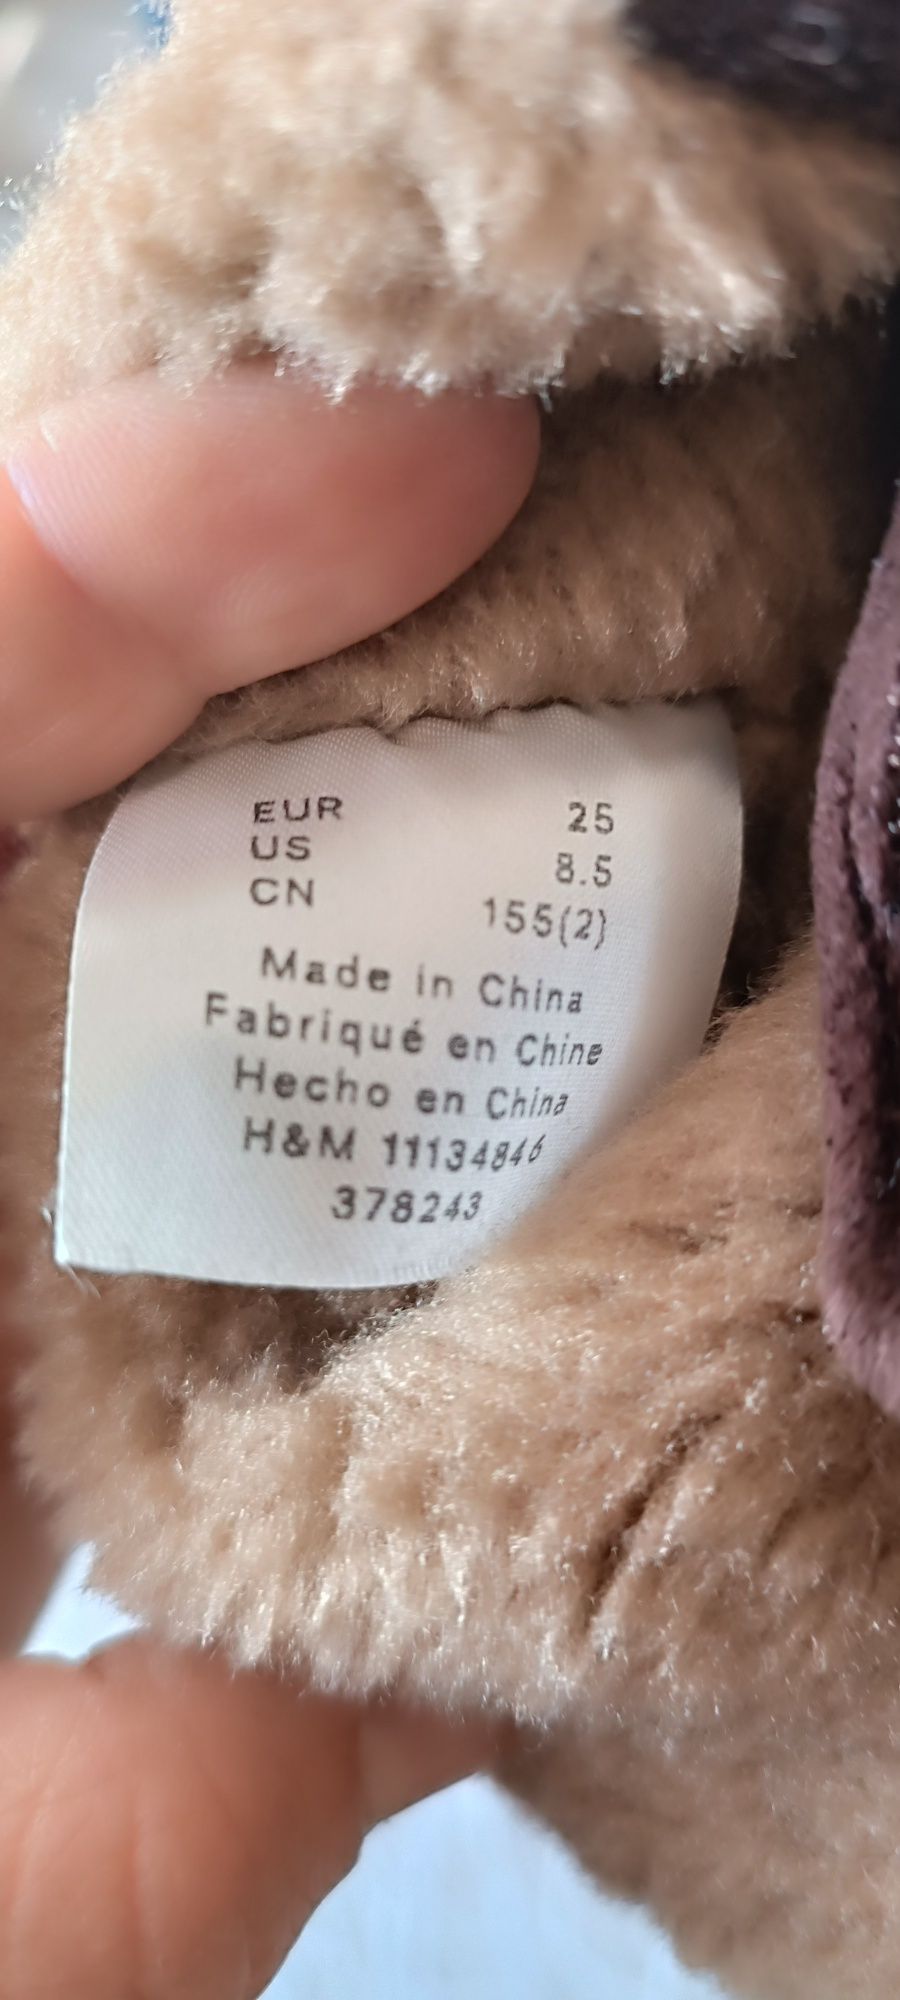 EUR 25
US 8.5
CN 155(2)
Made in China
Fabriqué en Chine
Hecho en China
H&M 11134846
378243